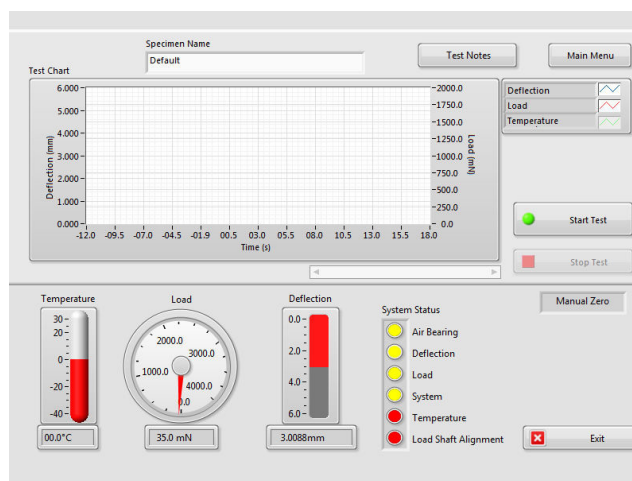 Specimen Name
Default
Test Notes
Main Menu
Test Chart
6.000
5.000
4.000
3.000
2.000
1.000
0.000
Deflection (mm)
2000.0
1750.0
1500.0
1250.0
1000.0
750.0
500.0
250.0
0.0
Load (mN)
-12.0 -09.5 -07.0 -04.5 -01.9 00.5 03.0 05.5 08.0 10.5 13.0 15.5 18.0
Time (s)
Deflection
Load
Temperature
Start Test
Stop Test
Manual Zero
Temperature
30
20
0
-20
-40
00.0°C
Load
2000.0
3000.0
1000.0
4000.0
0.0
35.0 mN
Deflection
0.0
2.0
4.0
6.0
3.0088mm
System Status
Air Bearing
Deflection
Load
System
Temperature
Load Shaft Alignment
Exit